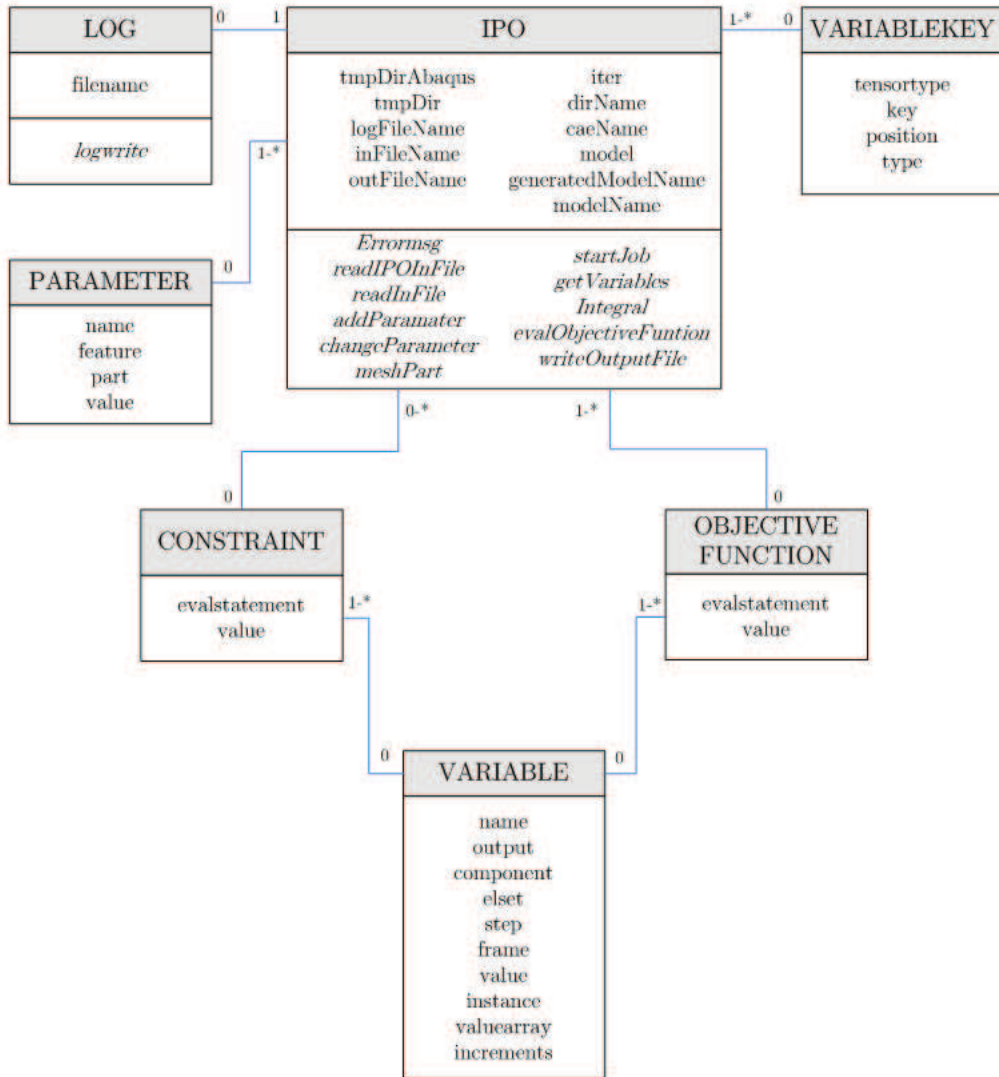 LOG
filename
logwrite
0
1
IPO
tmpDirAbaqus
tmpDir
logFileName
inFileName
outFileName
iter
dirName
caeName
model
generatedModelName
modelName
Errormsg
readIPOInFile
readInFile
addParamater
changeParameter
meshPart
startJob
getVariables
Integral
evalObjectiveFuntion
writeOutputFile
1-*
0
VARIABLEKEY
tensortype
key
position
type
1-*
0
PARAMETER
name
feature
part
value
0-*
1-*
0
0
CONSTRAINT
evalstatement
value
1-*
OBJECTIVE
FUNCTION
evalstatement
value
1-*
0
0
VARIABLE
name
output
component
elset
step
frame
value
instance
valuearray
increments